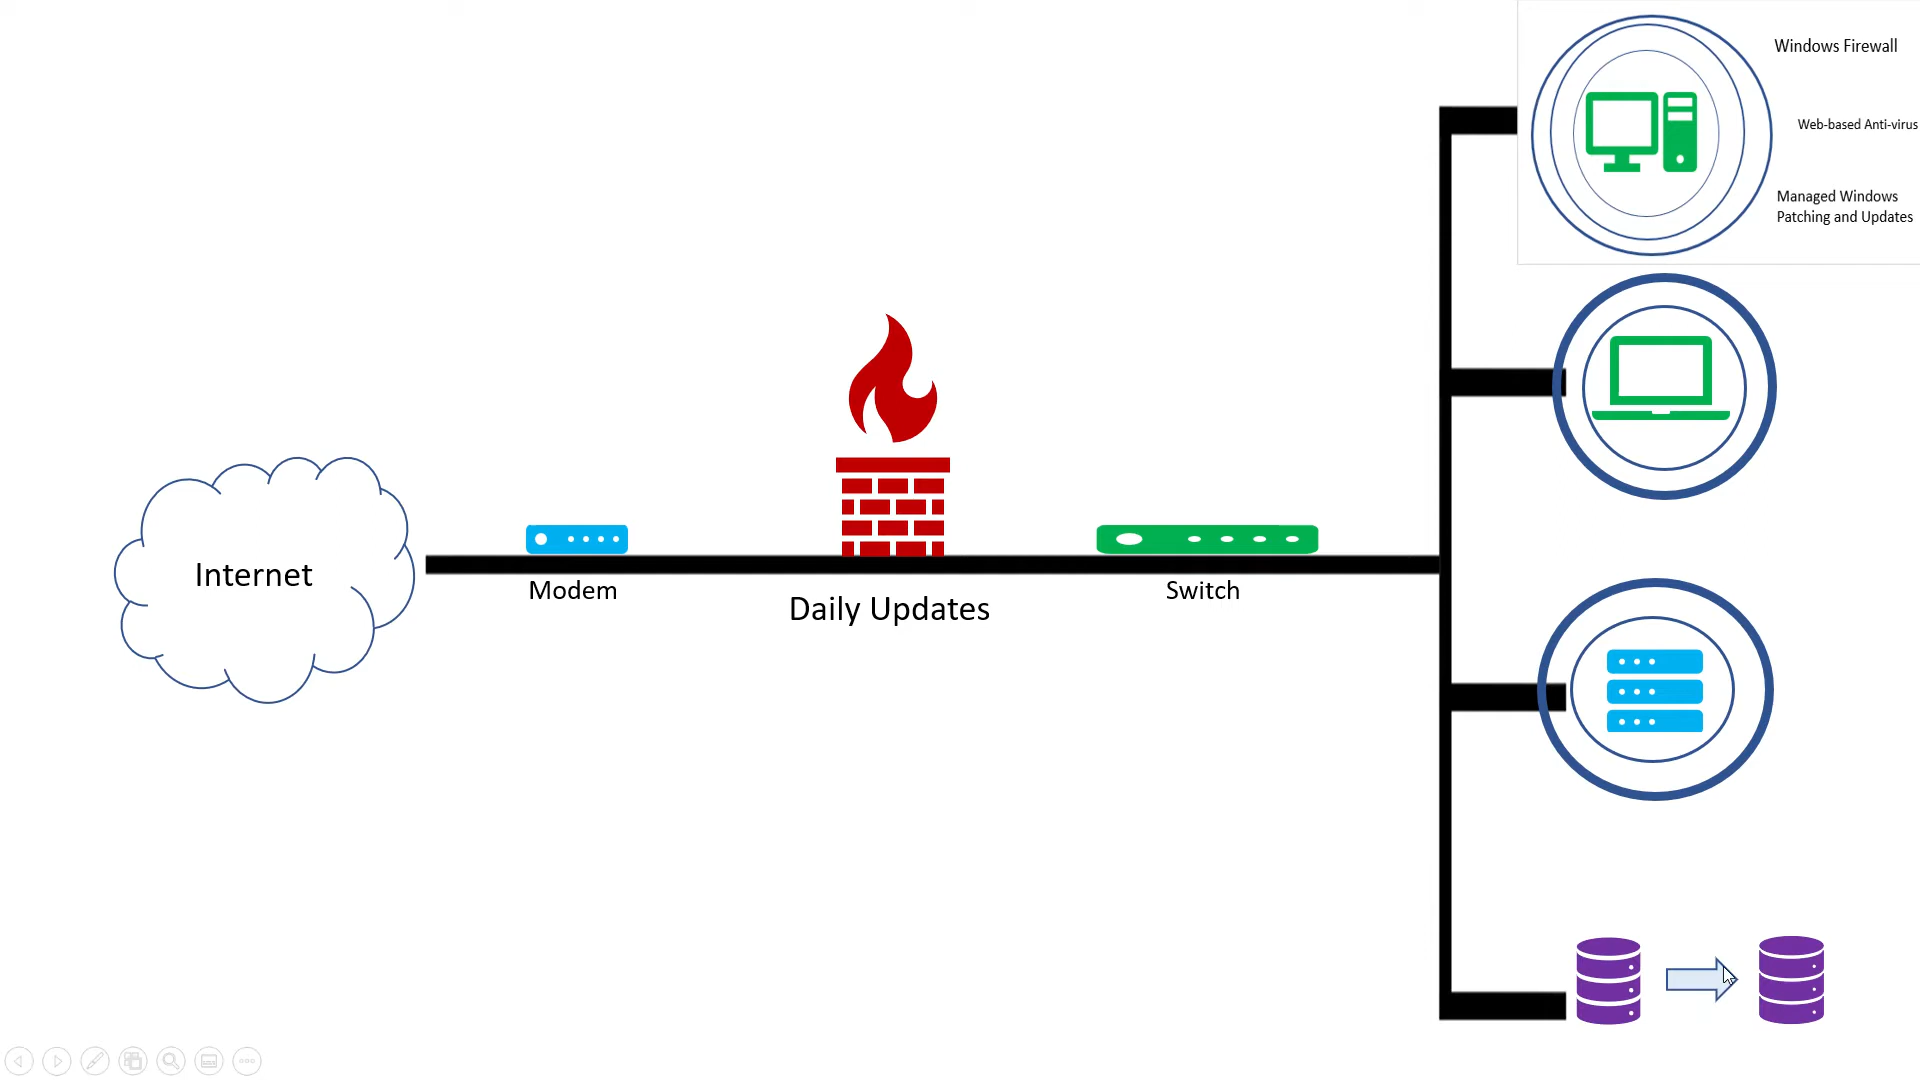 Windows Firewall
Web-based Anti-virus
Managed Windows
Patching and Updates
Internet
Modem
Daily Updates
Switch